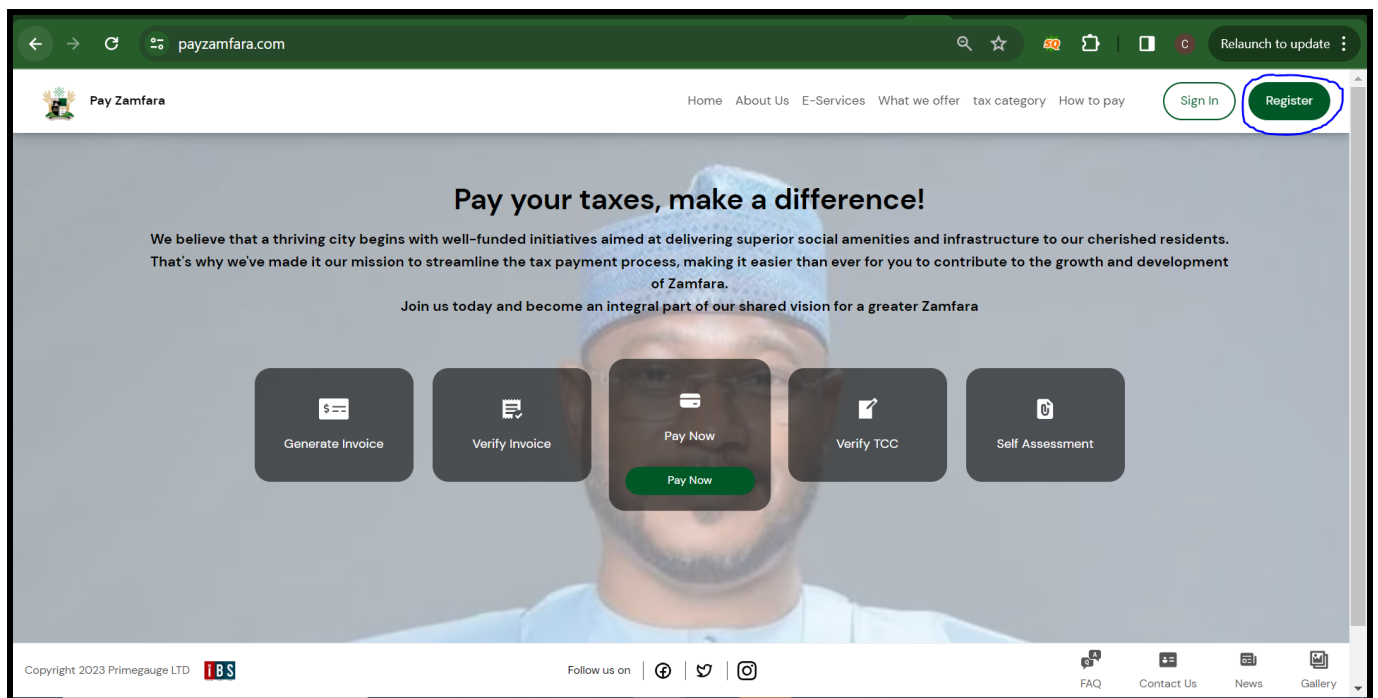 payzamfara.com
SQ
C
Relaunch to update
Pay Zamfara
Home About Us E-Services What we offer tax category How to pay
Sign In
Register
Pay your taxes, make a difference!
We believe that a thriving city begins with well-funded initiatives aimed at delivering superior social amenities and infrastructure to our cherished residents.
That's why we've made it our mission to streamline the tax payment process, making it easier than ever for you to contribute to the growth and development
of Zamfara.
Join us today and become an integral part of our shared vision for a greater Zamfara
Generate Invoice
Verify Invoice
Pay Now
Pay Now
Verify TCC
Self Assessment
Copyright 2023 Primegauge LTD
iBS
Follow us on
FAQ
Contact Us
News
Gallery